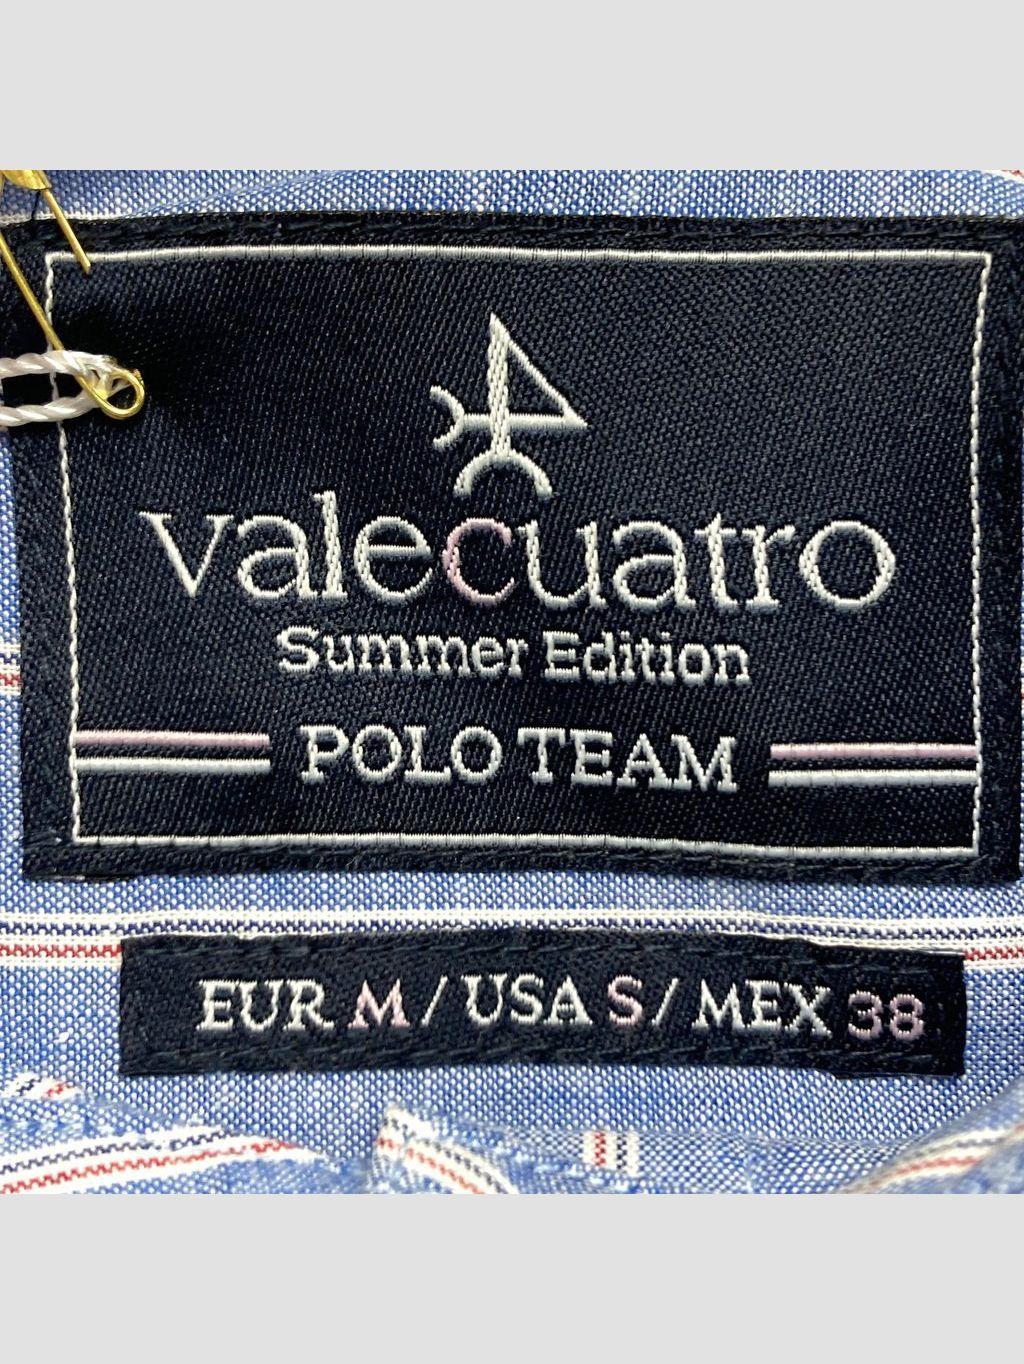 valecuatro
Summer Edition
POLO TEAM
EUR M / USA S / MEX 38